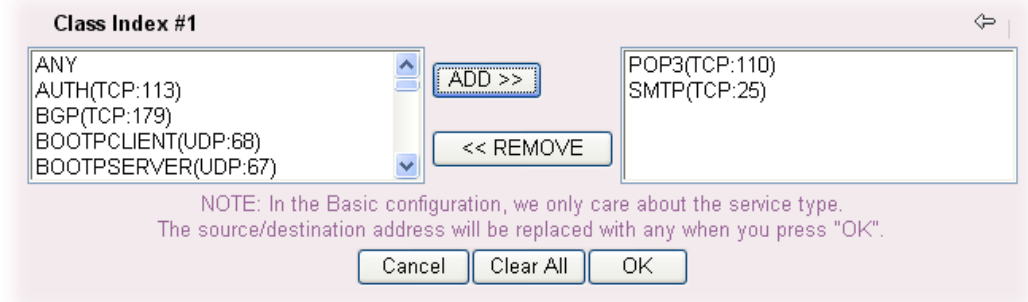 Class Index #1
ANY
AUTH(TCP:113)
BGP(TCP:179)
BOOTPCLIENT(UDP:68)
BOOTPSERVER(UDP:67)
ADD >>
<< REMOVE
POP3(TCP:110)
SMTP(TCP:25)
NOTE: In the Basic configuration, we only care about the service type.
The source/destination address will be replaced with any when you press "OK".
Cancel Clear All OK